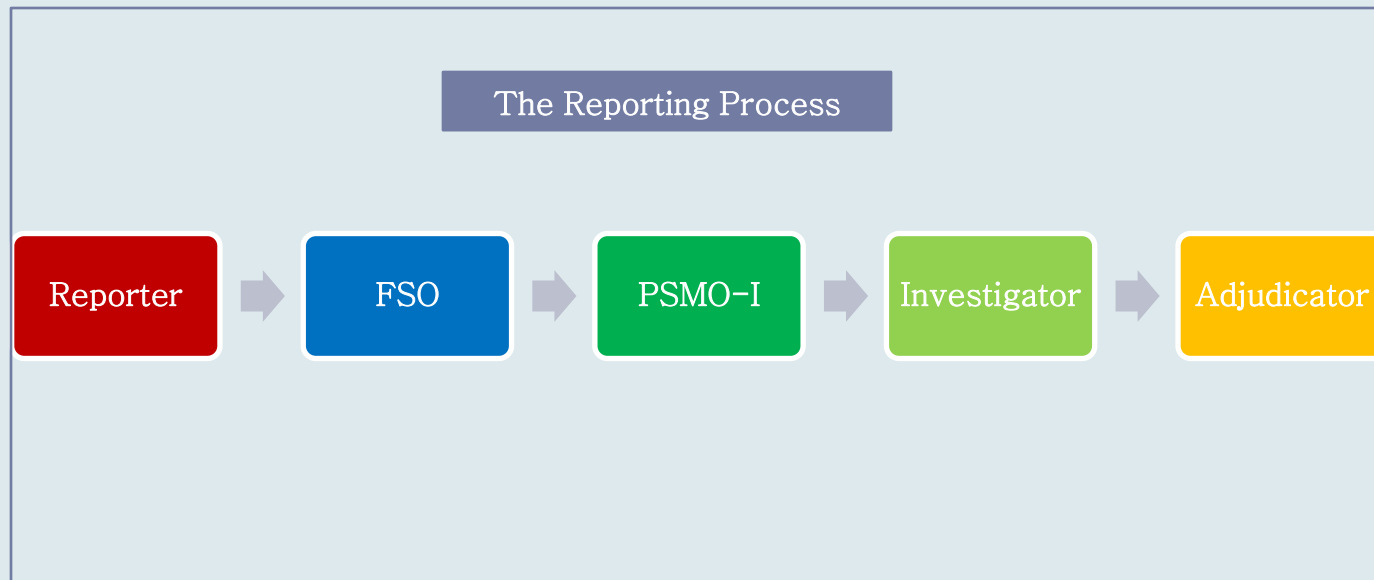 The Reporting Process
Reporter
FSO
PSMO-I
Investigator
Adjudicator